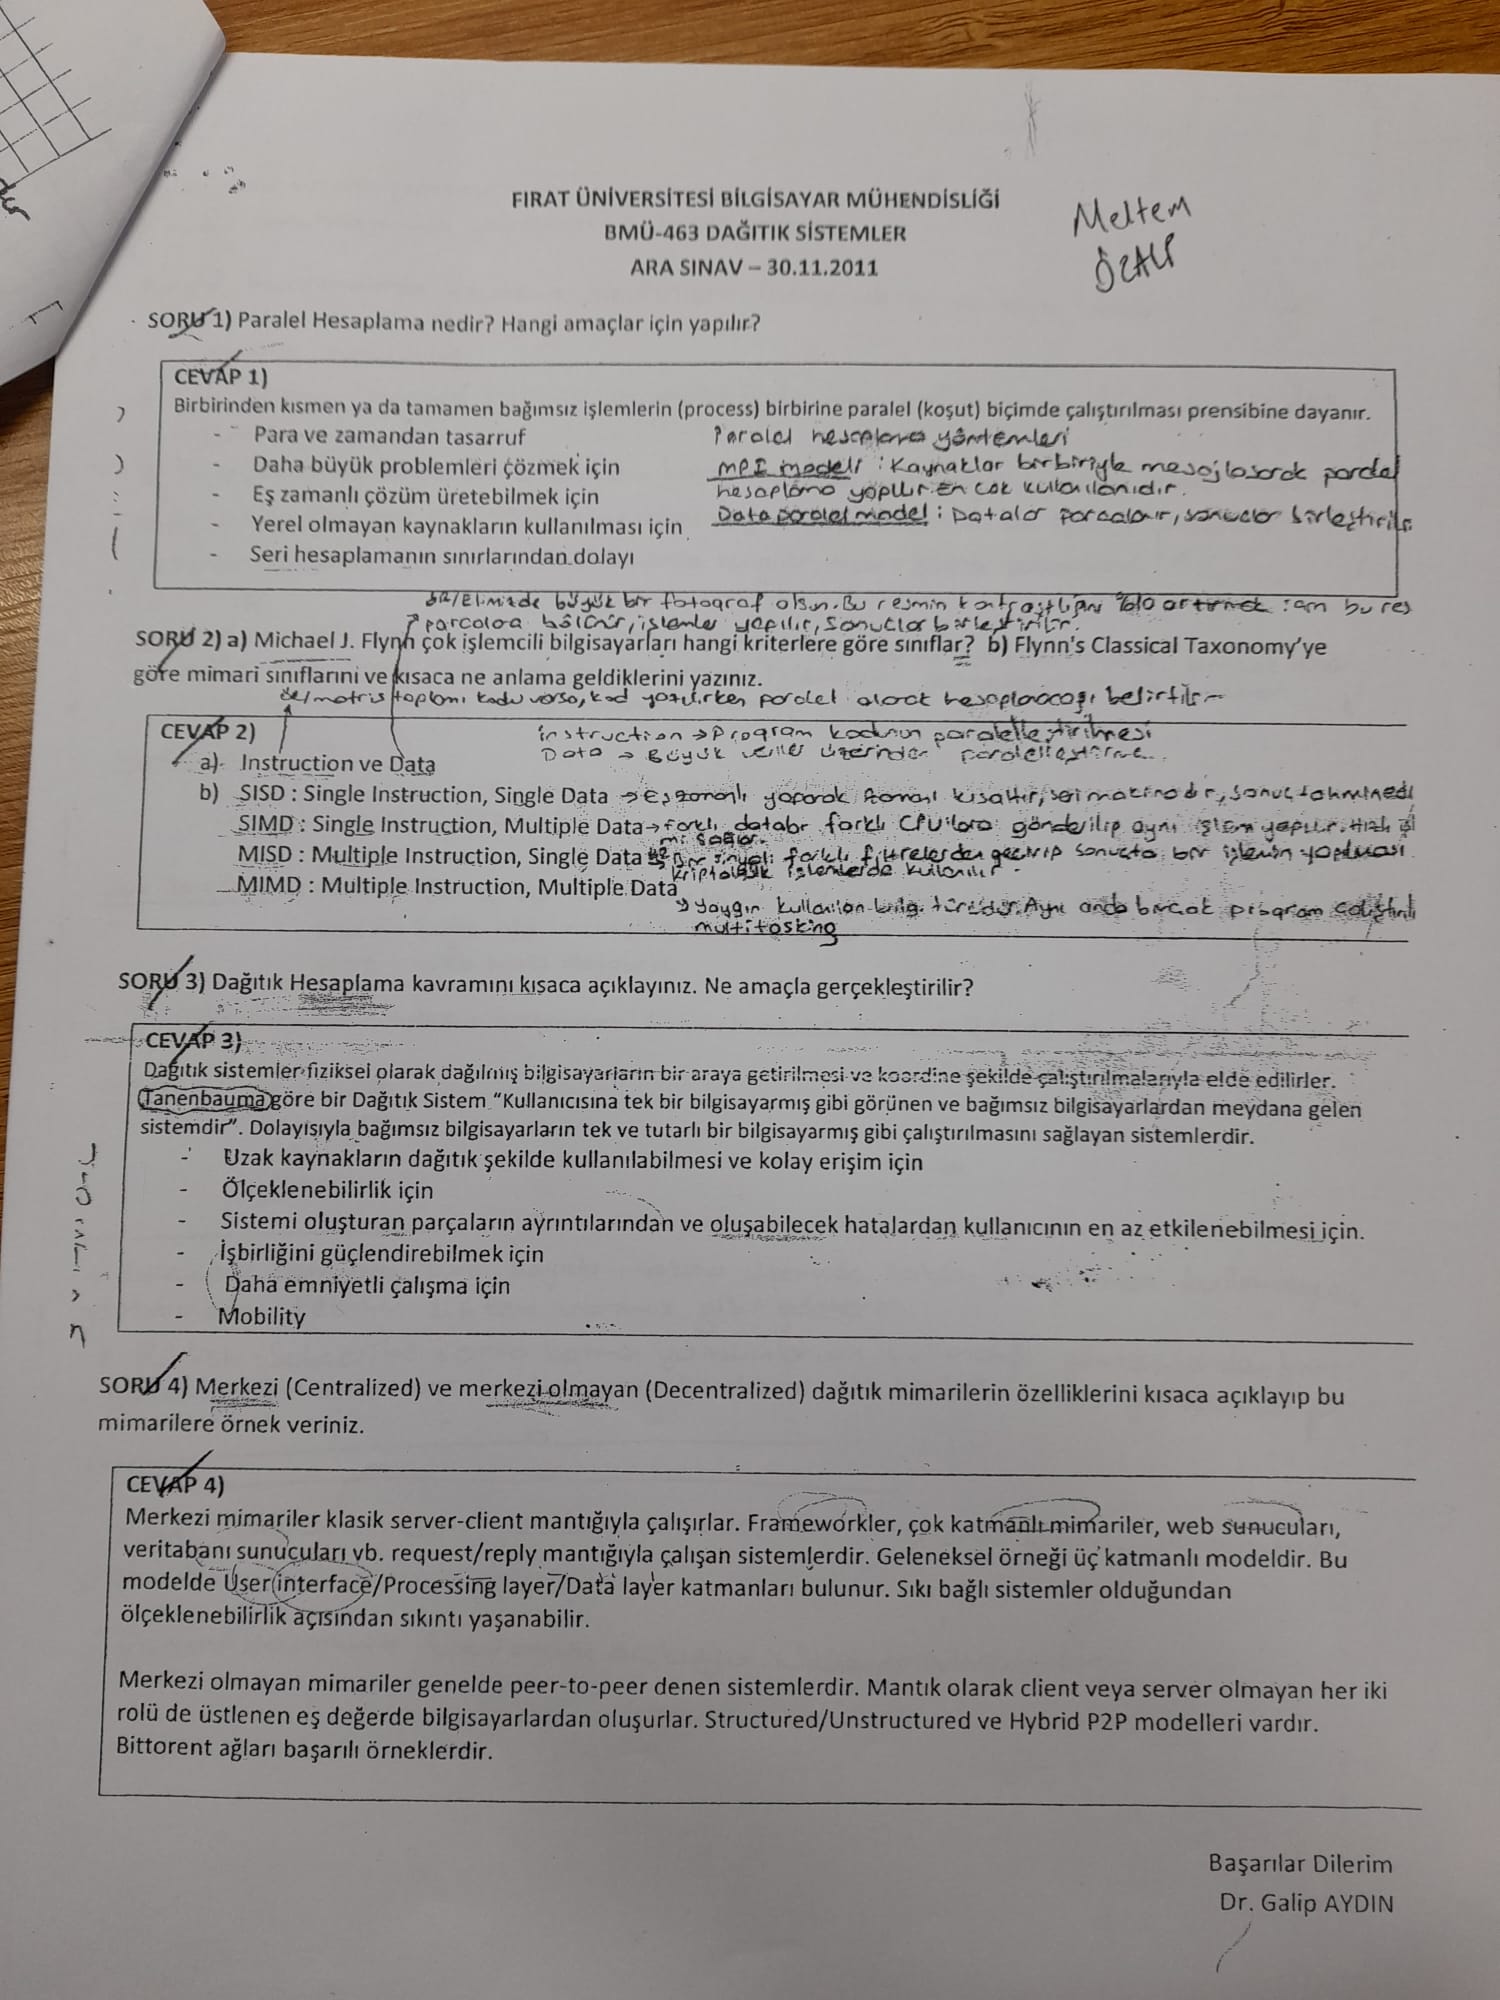 FIRAT ÜNİVERSİTESİ BİLGİSAYAR MÜHENDİSLİĞİ
BMÜ-463 DAĞITIK SİSTEMLER
ARA SINAV – 30.11.2011
Meltem
ÖZALP
SORU 1) Paralel Hesaplama nedir? Hangi amaçlar için yapılır?
CEVAP 1)
Birbirinden kısmen ya da tamamen bağımsız işlemlerin (process) birbirine paralel (koşut) biçimde çalıştırılması prensibine dayanır.
- Para ve zamandan tasarruf
- Daha büyük problemleri çözmek için
- Eş zamanlı çözüm üretebilmek için
- Yerel olmayan kaynakların kullanılması için
- Seri hesaplamanın sınırlarından dolayı
Paralel hesaplama yöntemleri
MPI modeli : Kaynaklar birbiriyle mesajlaşarak paralel
hesaplama yapılır. En çok kullanılanıdır.
Data paralel model : Datalar parçalanır, sonuçlar birleştirilir
ör/Elimizde büyük bir fotoğraf olsun. Bu resmin kontrastlığını %10 artırmak için bu res
parçalara bölünür, işlemler yapılır, sonuçlar birleştirilir.
SORU 2) a) Michael J. Flynn çok işlemcili bilgisayarları hangi kriterlere göre sınıflar? b) Flynn's Classical Taxonomy'ye
göre mimari sınıflarını ve kısaca ne anlama geldiklerini yazınız.
ör/matris toplamı kodu varsa, kod yazılırken paralel olarak hesaplanacağı belirtilir
CEVAP 2)
instruction → Program kodunun paralelleştirilmesi
Data → Büyük veriler üzerinden paralelleştirme..
a) Instruction ve Data
b) SISD : Single Instruction, Single Data → eşzamanlı yaparak zamanı kısaltır, seri makinadır, sonuç tahmin edi
SIMD : Single Instruction, Multiple Data → farklı datalar farklı CPU'lara gönderilip aynı işlem yapılır. Hızlı
mı sağlar.
MISD : Multiple Instruction, Single Data → Bir sinyali farklı filtrelerden geçirip sonuçta bir işlemin yapılması
kriptolojik işlemlerde kullanılır.
MIMD : Multiple Instruction, Multiple Data
→ yaygın kullanılan bilg. türüdür. Aynı anda birçok program çalıştırılı
multitasking
SORU 3) Dağıtık Hesaplama kavramını kısaca açıklayınız. Ne amaçla gerçekleştirilir?
CEVAP 3)
Dağıtık sistemler fiziksel olarak dağılmış bilgisayarların bir araya getirilmesi ve koordine şekilde çalıştırılmalarıyla elde edilirler.
Tanenbauma göre bir Dağıtık Sistem "Kullanıcısına tek bir bilgisayarmış gibi görünen ve bağımsız bilgisayarlardan meydana gelen
sistemdir". Dolayısıyla bağımsız bilgisayarların tek ve tutarlı bir bilgisayarmış gibi çalıştırılmasını sağlayan sistemlerdir.
- Uzak kaynakların dağıtık şekilde kullanılabilmesi ve kolay erişim için
- Ölçeklenebilirlik için
- Sistemi oluşturan parçaların ayrıntılarından ve oluşabilecek hatalardan kullanıcının en az etkilenebilmesi için.
- İşbirliğini güçlendirebilmek için
- Daha emniyetli çalışma için
- Mobility
SORU 4) Merkezi (Centralized) ve merkezi olmayan (Decentralized) dağıtık mimarilerin özelliklerini kısaca açıklayıp bu
mimarilere örnek veriniz.
CEVAP 4)
Merkezi mimariler klasik server-client mantığıyla çalışırlar. Frameworkler, çok katmanlı mimariler, web sunucuları,
veritabanı sunucuları vb. request/reply mantığıyla çalışan sistemlerdir. Geleneksel örneği üç katmanlı modeldir. Bu
modelde User interface/Processing layer/Data layer katmanları bulunur. Sıkı bağlı sistemler olduğundan
ölçeklenebilirlik açısından sıkıntı yaşanabilir.
Merkezi olmayan mimariler genelde peer-to-peer denen sistemlerdir. Mantık olarak client veya server olmayan her iki
rolü de üstlenen eş değerde bilgisayarlardan oluşurlar. Structured/Unstructured ve Hybrid P2P modelleri vardır.
Bittorent ağları başarılı örneklerdir.
Başarılar Dilerim
Dr. Galip AYDIN